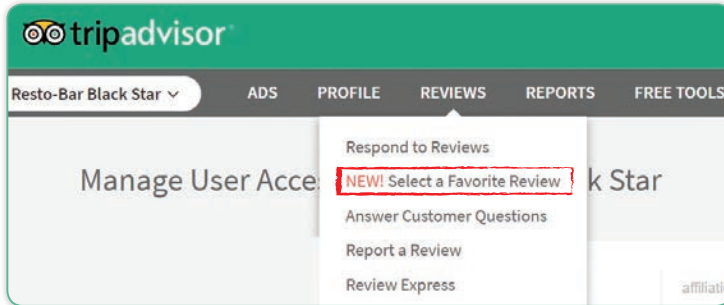 tripadvisor
Resto-Bar Black Star ADS PROFILE REVIEWS REPORTS FREE TOOLS
Respond to Reviews
Manage User Acce k Star
NEW! Select a Favorite Review
Answer Customer Questions
Report a Review
Review Express
affiliati